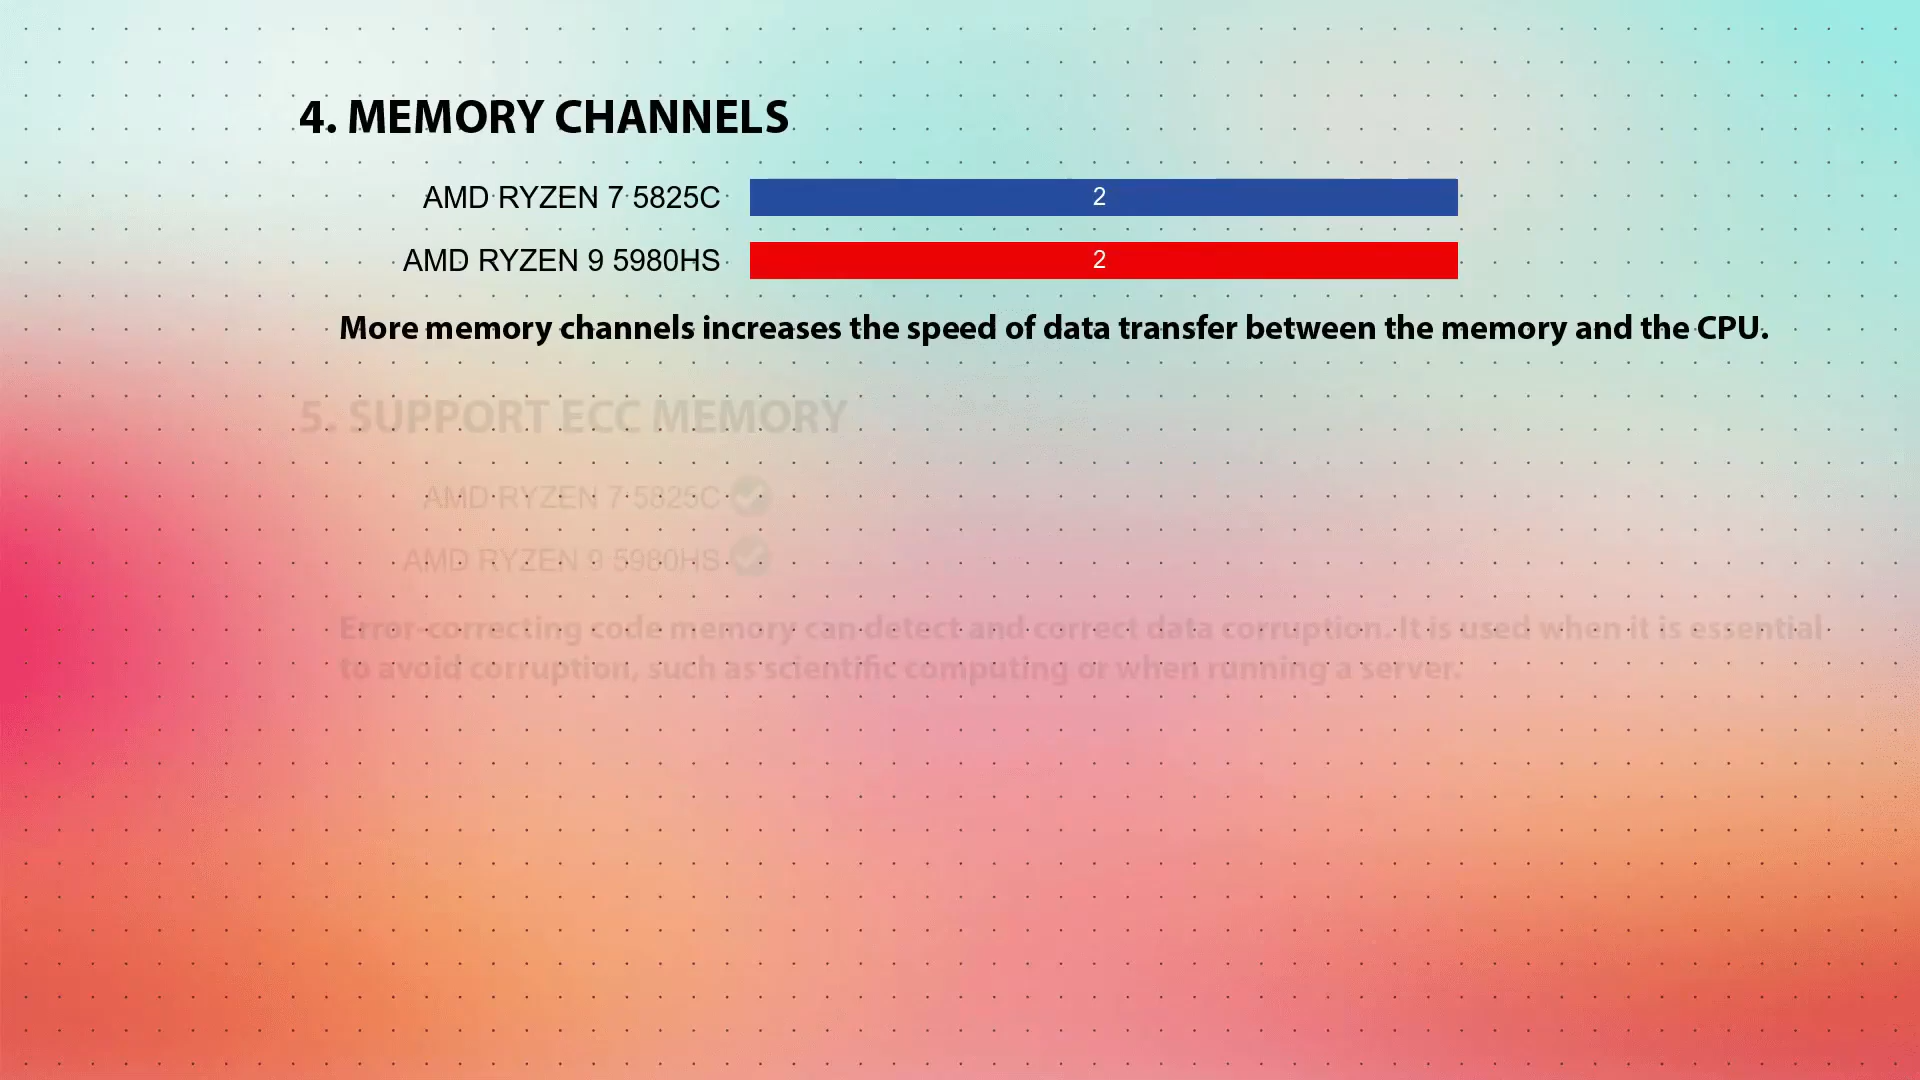 4. MEMORY CHANNELS
AMD RYZEN 7 5825C
2
AMD RYZEN 9 5980HS
2
More memory channels increases the speed of data transfer between the memory and the CPU.
5. SUPPORT ECC MEMORY
AMD RYZEN 7 5825C
AMD RYZEN 9 5980HS
Error-correcting code memory can detect and correct data corruption. It is used when it is essential
to avoid corruption, such as scientific computing or when running a server.